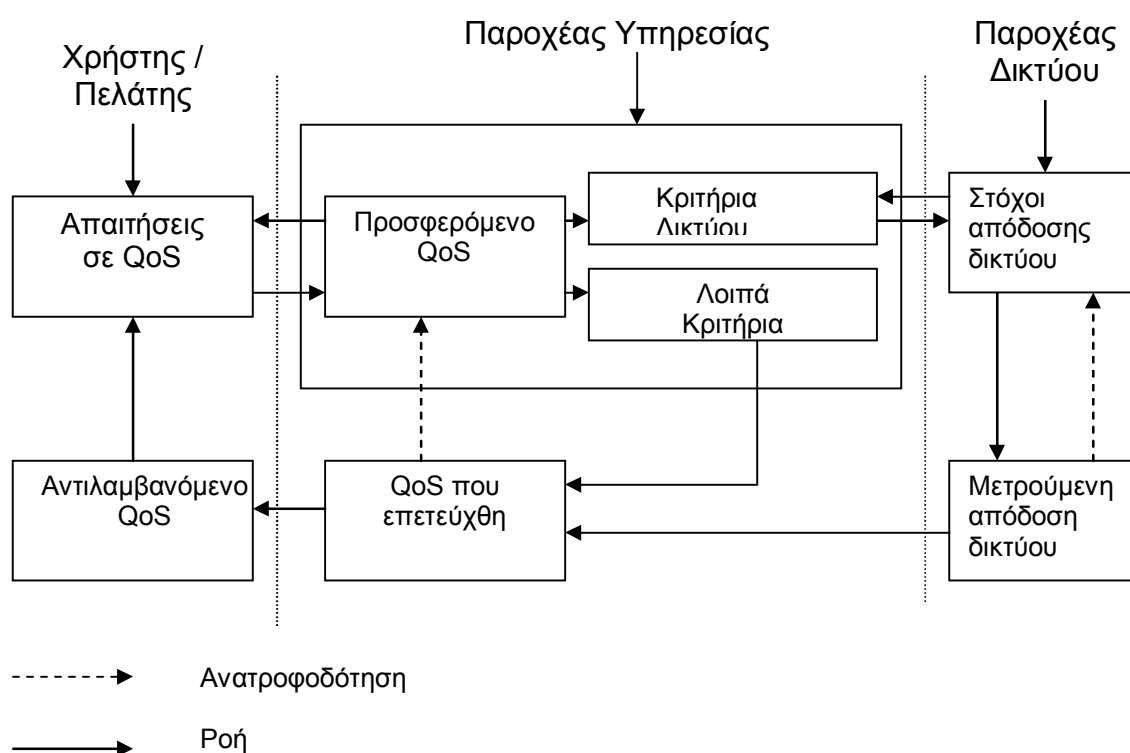 Χρήστης /
Πελάτης
Παροχέας Υπηρεσίας
Παροχέας
Δικτύου
Απαιτήσεις
σε QoS
Προσφερόμενο
QoS
Κριτήρια
Δικτύου
Λοιπά
Κριτήρια
Στόχοι
απόδοσης
δικτύου
Αντιλαμβανόμενο
QoS
QoS που
επετεύχθη
Μετρούμενη
απόδοση
δικτύου
Ανατροφοδότηση
Ροή